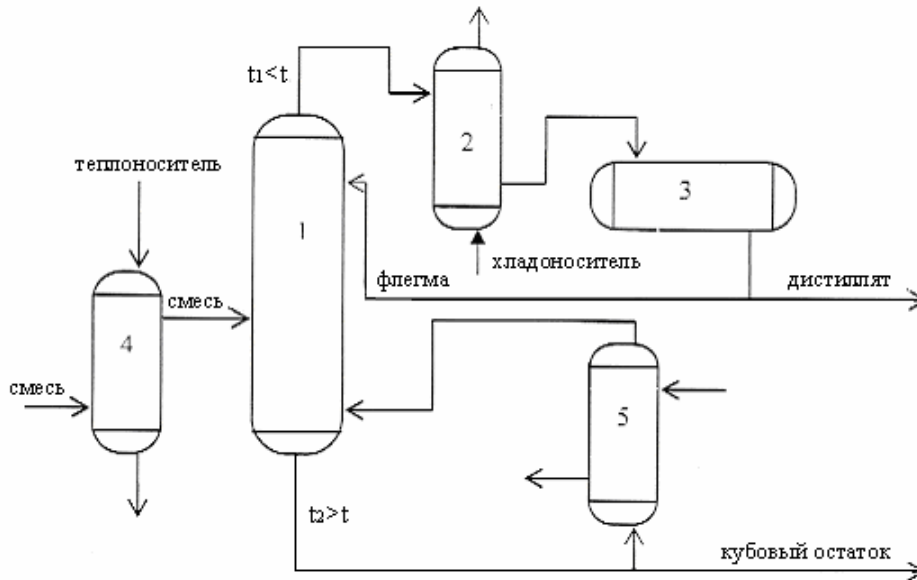 t1<t
2
теплоноситель
3
1
хладоноситель
флегма
дистиллят
смесь
4
смесь
5
t2>t
кубовый остаток